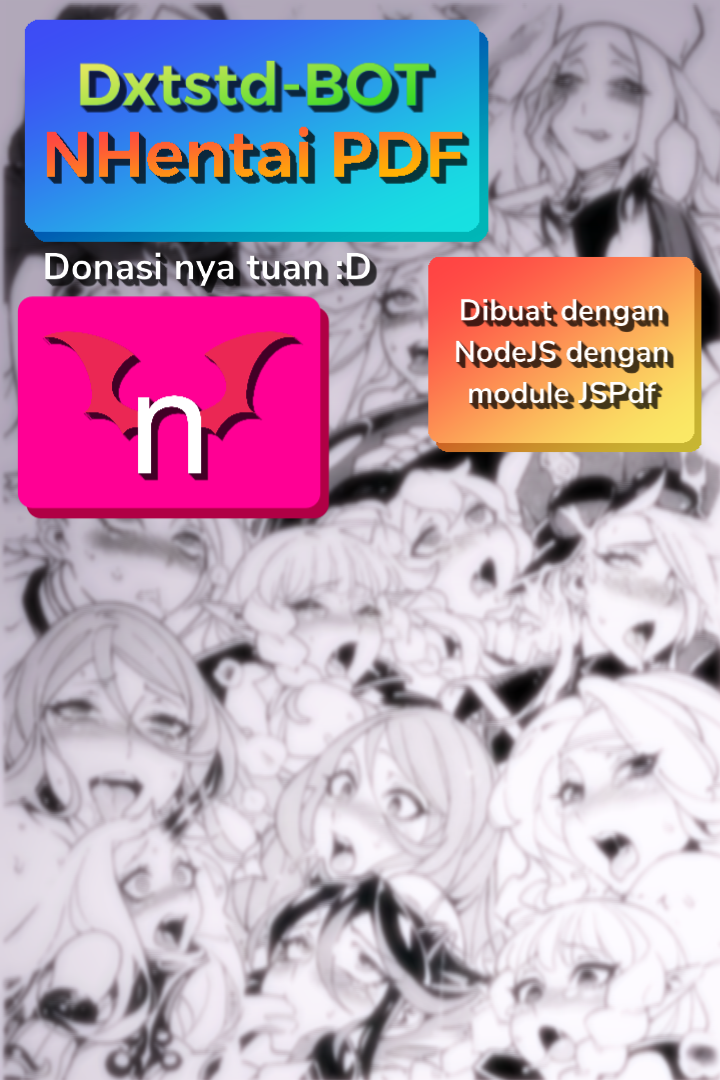 Dxtstd-BOT
NHentai PDF
Donasi nya tuan :D
Dibuat dengan
NodeJS dengan
module JSPdf
n